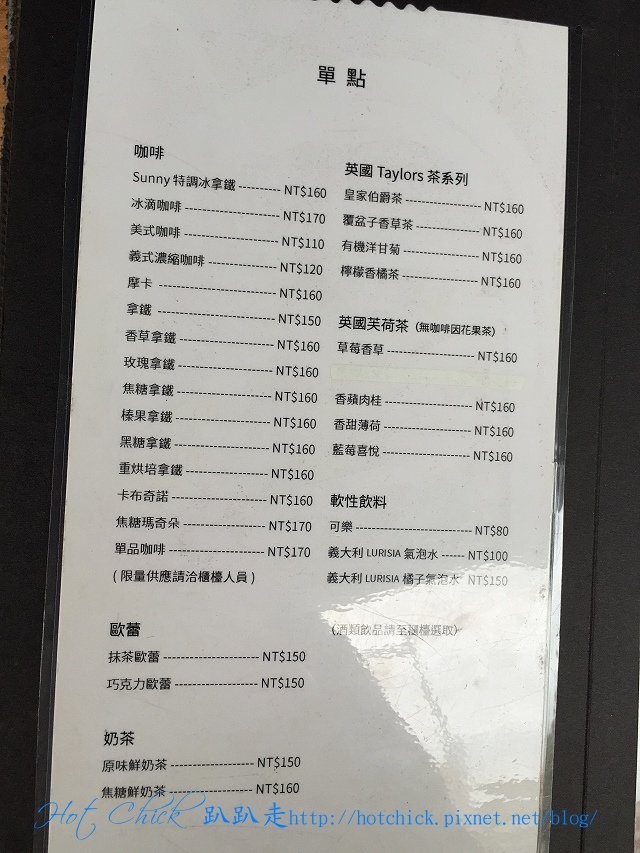 單點
咖啡
Sunny 特調冰拿鐵 ---------- NT$160
冰滴咖啡 ---------------------- NT$170
美式咖啡 ---------------------- NT$110
義式濃縮咖啡 ---------------- NT$120
摩卡 --------------------------- NT$160
拿鐵 --------------------------- NT$150
香草拿鐵 ---------------------- NT$160
玫瑰拿鐵 ---------------------- NT$160
焦糖拿鐵 ---------------------- NT$160
榛果拿鐵 ---------------------- NT$160
黑糖拿鐵 ---------------------- NT$160
重烘培拿鐵 ------------------- NT$160
卡布奇諾 ---------------------- NT$160
焦糖瑪奇朵 ------------------- NT$170
單品咖啡 ---------------------- NT$170
( 限量供應請洽櫃檯人員 )
歐蕾
抹茶歐蕾 ---------------------- NT$150
巧克力歐蕾 ------------------- NT$150
奶茶
原味鮮奶茶 ------------------- NT$150
焦糖鮮奶茶 ------------------- NT$160
英國 Taylors 茶系列
皇家伯爵茶 ------------------- NT$160
覆盆子香草茶 ---------------- NT$160
有機洋甘菊 ------------------- NT$160
檸檬香橘茶 ------------------- NT$160
英國芙荷茶（無咖啡因花果茶）
草莓香草 ---------------------- NT$160
香蘋肉桂 ---------------------- NT$160
香甜薄荷 ---------------------- NT$160
藍莓喜悅 ---------------------- NT$160
軟性飲料
可樂 --------------------------- NT$80
義大利 LURISIA 氣泡水 ------ NT$100
義大利 LURISIA 橘子氣泡水 NT$150
（酒類飲品請至櫃檯選取）
Hot Chick 趴趴走http://hotchick.pixnet.net/blog/